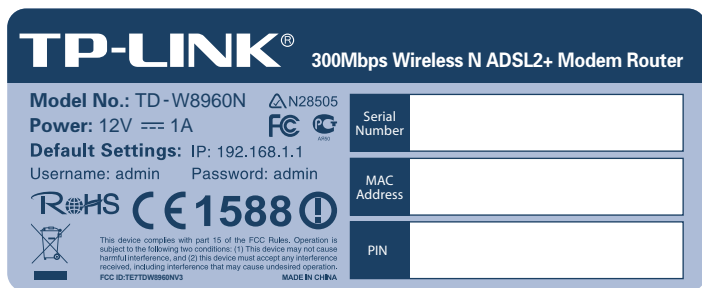 TP-LINK®
300Mbps Wireless N ADSL2+ Modem Router
Model No.: TD-W8960N
N28505
Power: 12V ⎓ 1A
FC
PG
AR60
Default Settings: IP: 192.168.1.1
Username: admin Password: admin
RoHS CE1588
This device complies with part 15 of the FCC Rules. Operation is
subject to the following two conditions: (1) This device may not cause
harmful interference, and (2) this device must accept any interference
received, including interference that may cause undesired operation.
FCC ID:TE7TDW8960NV3 MADE IN CHINA
Serial
Number
MAC
Address
PIN